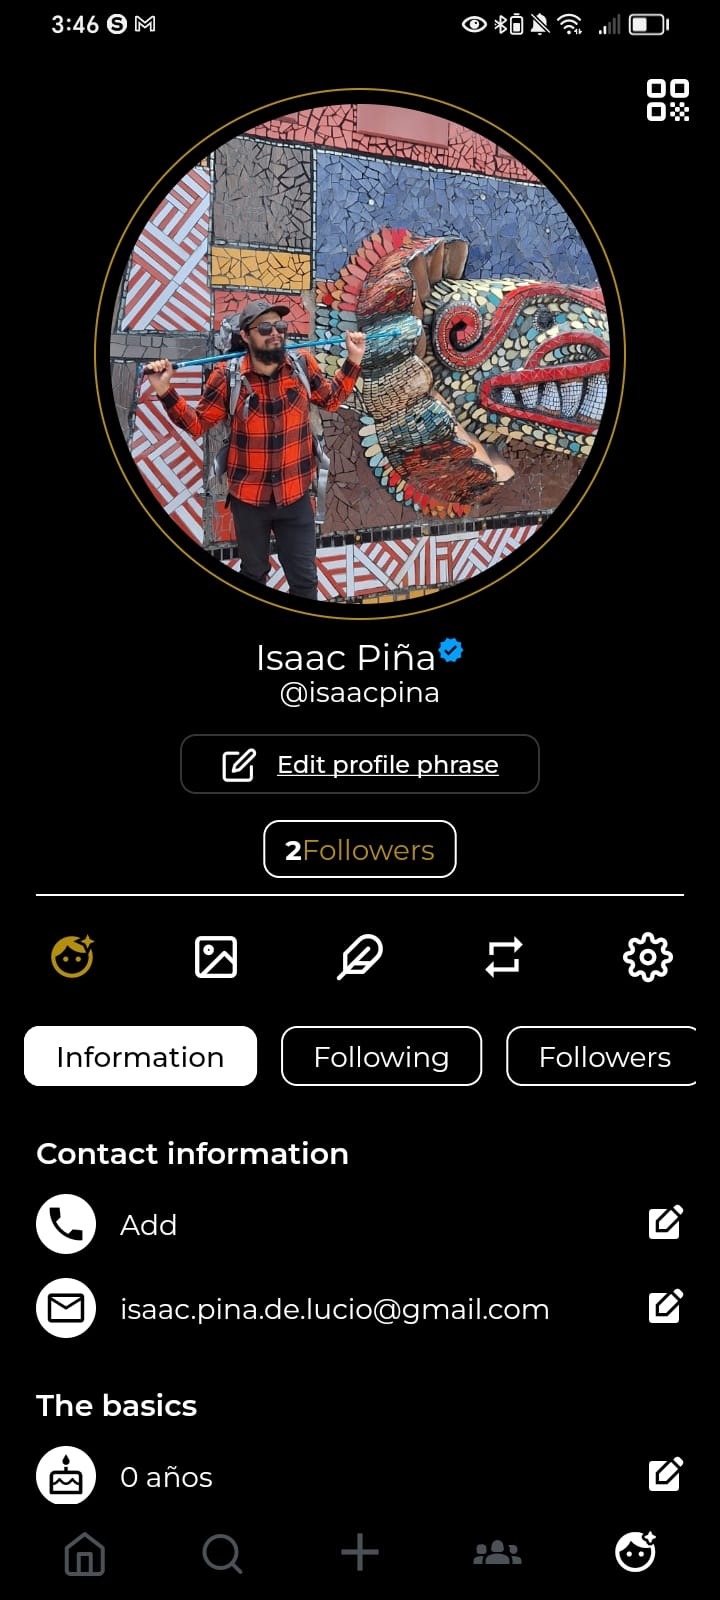 3:46
Isaac Piña
@isaacpina
Edit profile phrase
2Followers
Information Following Followers
Contact information
Add
isaac.pina.de.lucio@gmail.com
The basics
0 años